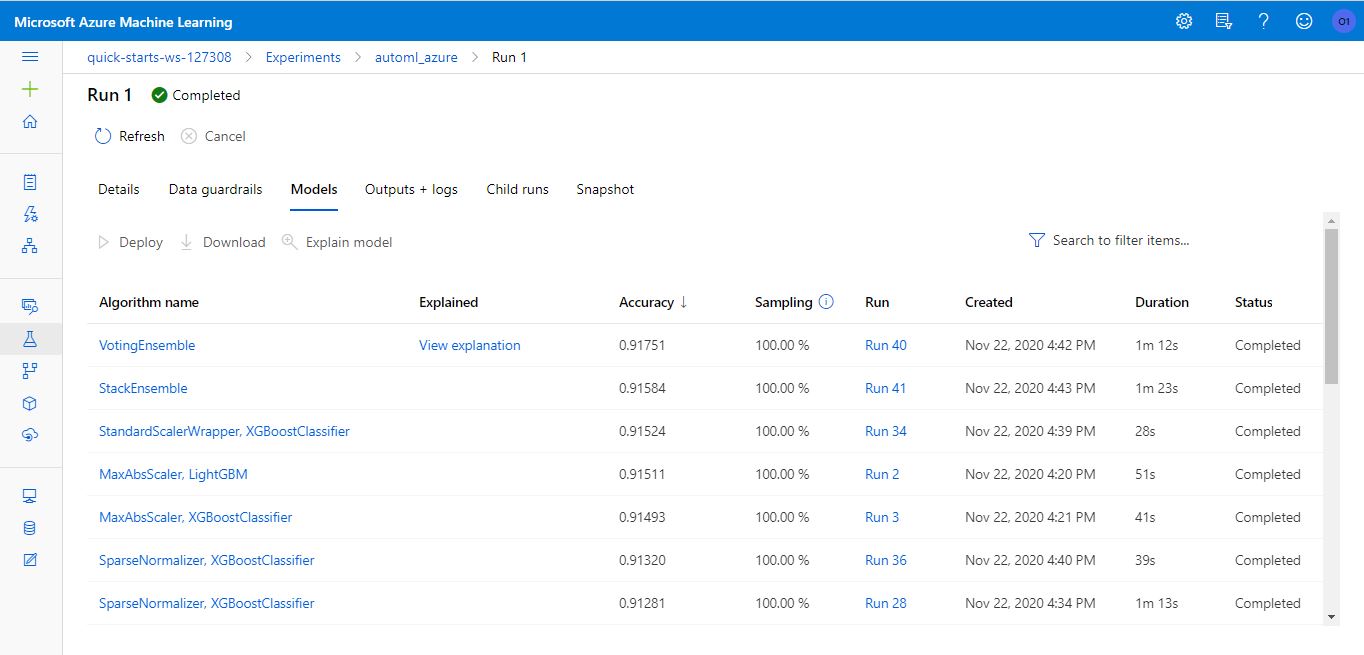 Microsoft Azure Machine Learning
O1
quick-starts-ws-127308 > Experiments > automl_azure > Run 1
Run 1 Completed
Refresh Cancel
Details Data guardrails Models Outputs + logs Child runs Snapshot
Deploy Download Explain model Search to filter items...
Algorithm name Explained Accuracy ↓ Sampling Run Created Duration Status
VotingEnsemble View explanation 0.91751 100.00 % Run 40 Nov 22, 2020 4:42 PM 1m 12s Completed
StackEnsemble 0.91584 100.00 % Run 41 Nov 22, 2020 4:43 PM 1m 23s Completed
StandardScalerWrapper, XGBoostClassifier 0.91524 100.00 % Run 34 Nov 22, 2020 4:39 PM 28s Completed
MaxAbsScaler, LightGBM 0.91511 100.00 % Run 2 Nov 22, 2020 4:20 PM 51s Completed
MaxAbsScaler, XGBoostClassifier 0.91493 100.00 % Run 3 Nov 22, 2020 4:21 PM 41s Completed
SparseNormalizer, XGBoostClassifier 0.91320 100.00 % Run 36 Nov 22, 2020 4:40 PM 39s Completed
SparseNormalizer, XGBoostClassifier 0.91281 100.00 % Run 28 Nov 22, 2020 4:34 PM 1m 13s Completed